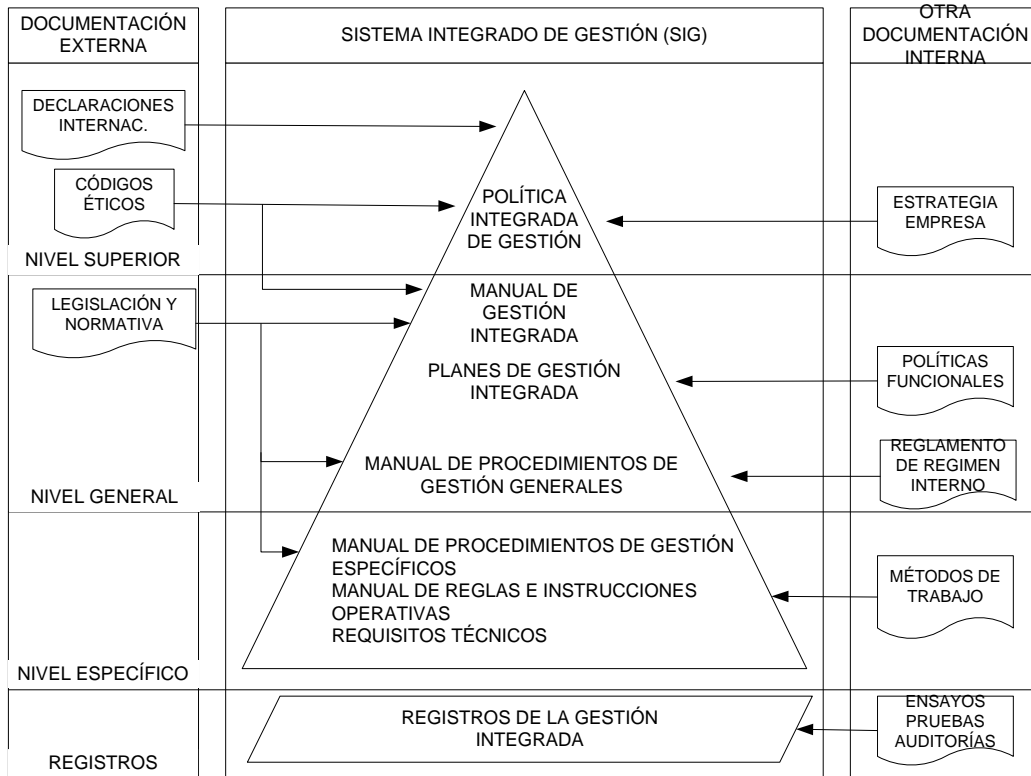 DOCUMENTACIÓN
EXTERNA
SISTEMA INTEGRADO DE GESTIÓN (SIG)
OTRA
DOCUMENTACIÓN
INTERNA
DECLARACIONES
INTERNAC.
CÓDIGOS
ÉTICOS
NIVEL SUPERIOR
POLÍTICA
INTEGRADA
DE GESTIÓN
ESTRATEGIA
EMPRESA
LEGISLACIÓN Y
NORMATIVA
NIVEL GENERAL
MANUAL DE
GESTIÓN
INTEGRADA
PLANES DE GESTIÓN
INTEGRADA
MANUAL DE PROCEDIMIENTOS DE
GESTIÓN GENERALES
POLÍTICAS
FUNCIONALES
REGLAMENTO
DE REGIMEN
INTERNO
NIVEL ESPECÍFICO
MANUAL DE PROCEDIMIENTOS DE GESTIÓN
ESPECÍFICOS
MANUAL DE REGLAS E INSTRUCCIONES
OPERATIVAS
REQUISITOS TÉCNICOS
MÉTODOS DE
TRABAJO
REGISTROS
REGISTROS DE LA GESTIÓN
INTEGRADA
ENSAYOS
PRUEBAS
AUDITORÍAS